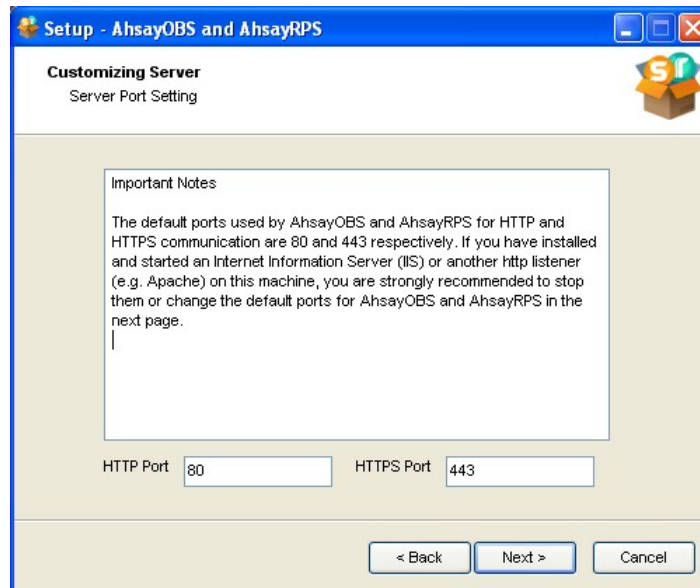 Setup - AhsayOBS and AhsayRPS
Customizing Server
Server Port Setting
Important Notes
The default ports used by AhsayOBS and AhsayRPS for HTTP and
HTTPS communication are 80 and 443 respectively. If you have installed
and started an Internet Information Server (IIS) or another http listener
(e.g. Apache) on this machine, you are strongly recommended to stop
them or change the default ports for AhsayOBS and AhsayRPS in the
next page.
HTTP Port 80 HTTPS Port 443
< Back Next > Cancel